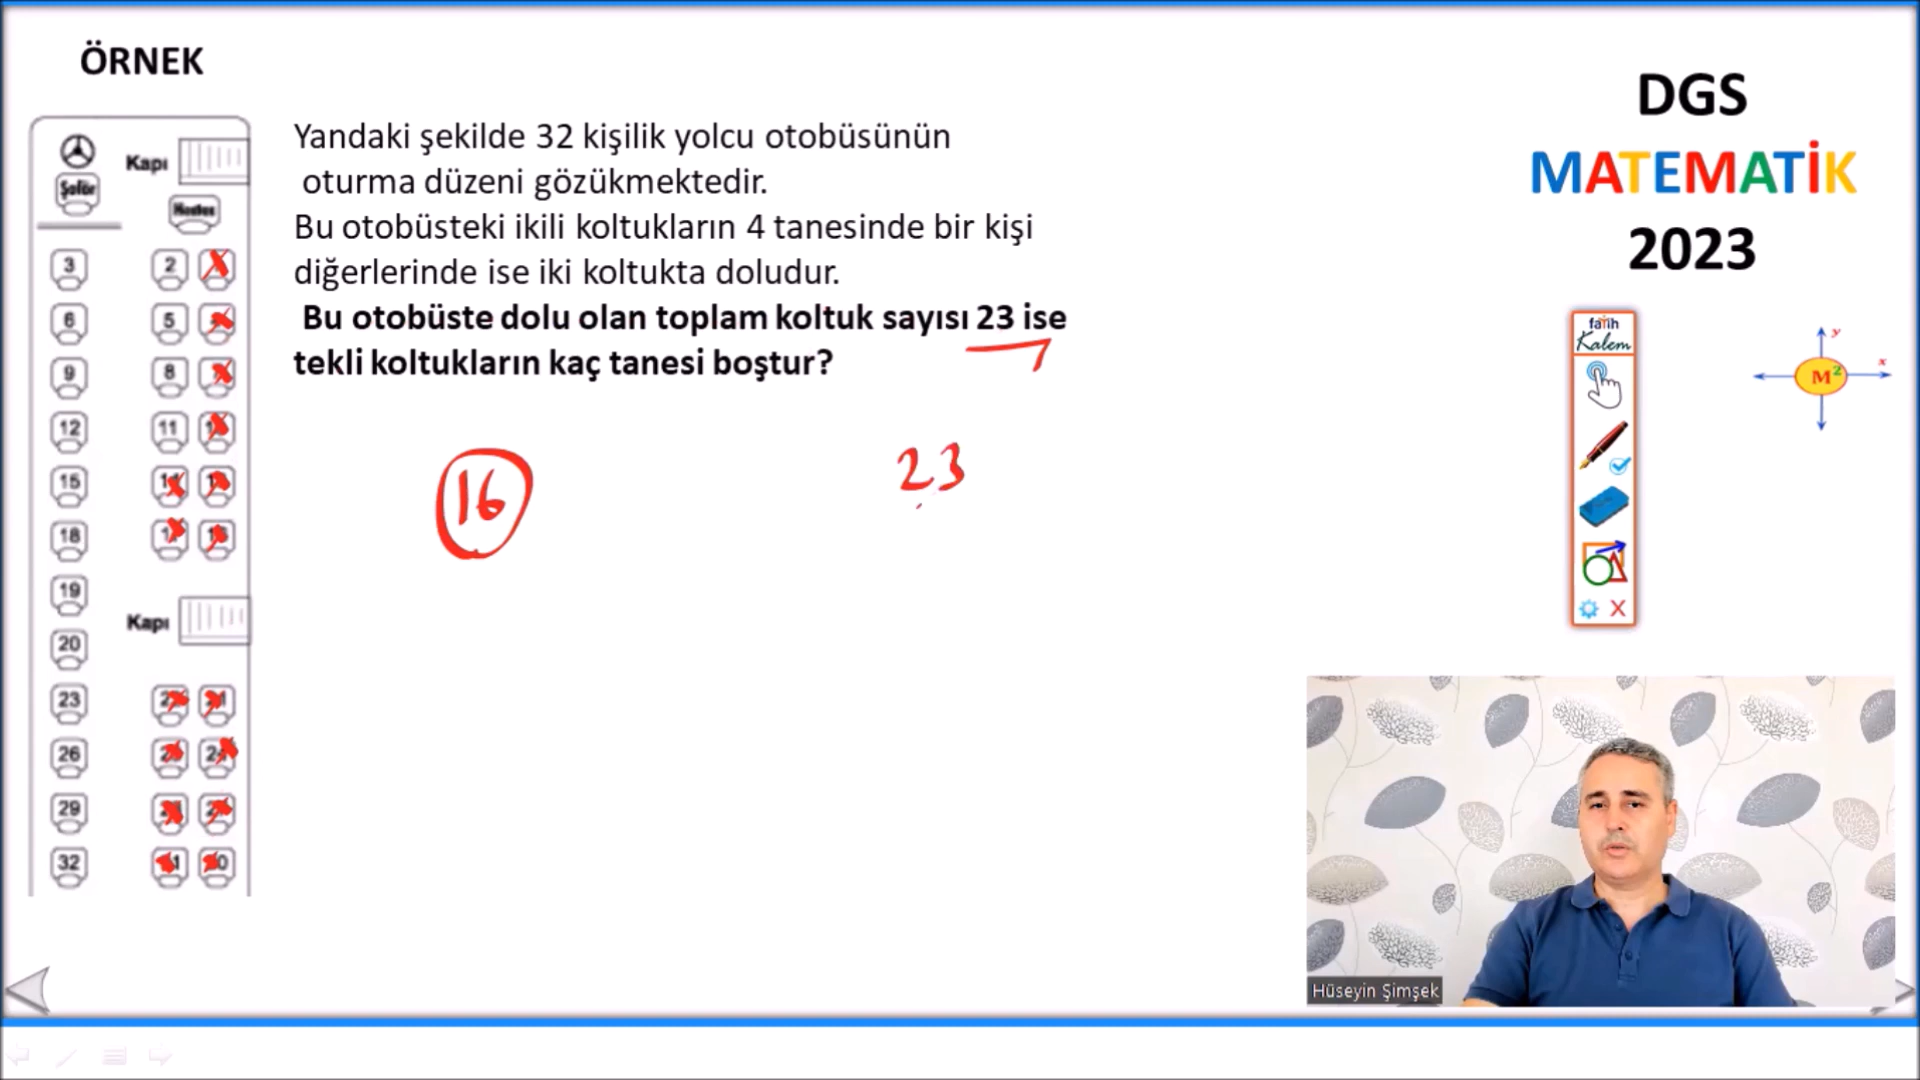 ÖRNEK
Yandaki şekilde 32 kişilik yolcu otobüsünün
oturma düzeni gözükmektedir.
Bu otobüsteki ikili koltukların 4 tanesinde bir kişi
diğerlerinde ise iki koltukta doludur.
Bu otobüste dolu olan toplam koltuk sayısı 23 ise
tekli koltukların kaç tanesi boştur?
16
23
DGS
MATEMATİK
2023
Şoför
Kapı
Hostes
3 2
6 5
9 8
12 11
15
18
19
20
Kapı
23
26
29
32
fatih
Kalem
y
x
M²
Hüseyin Şimşek